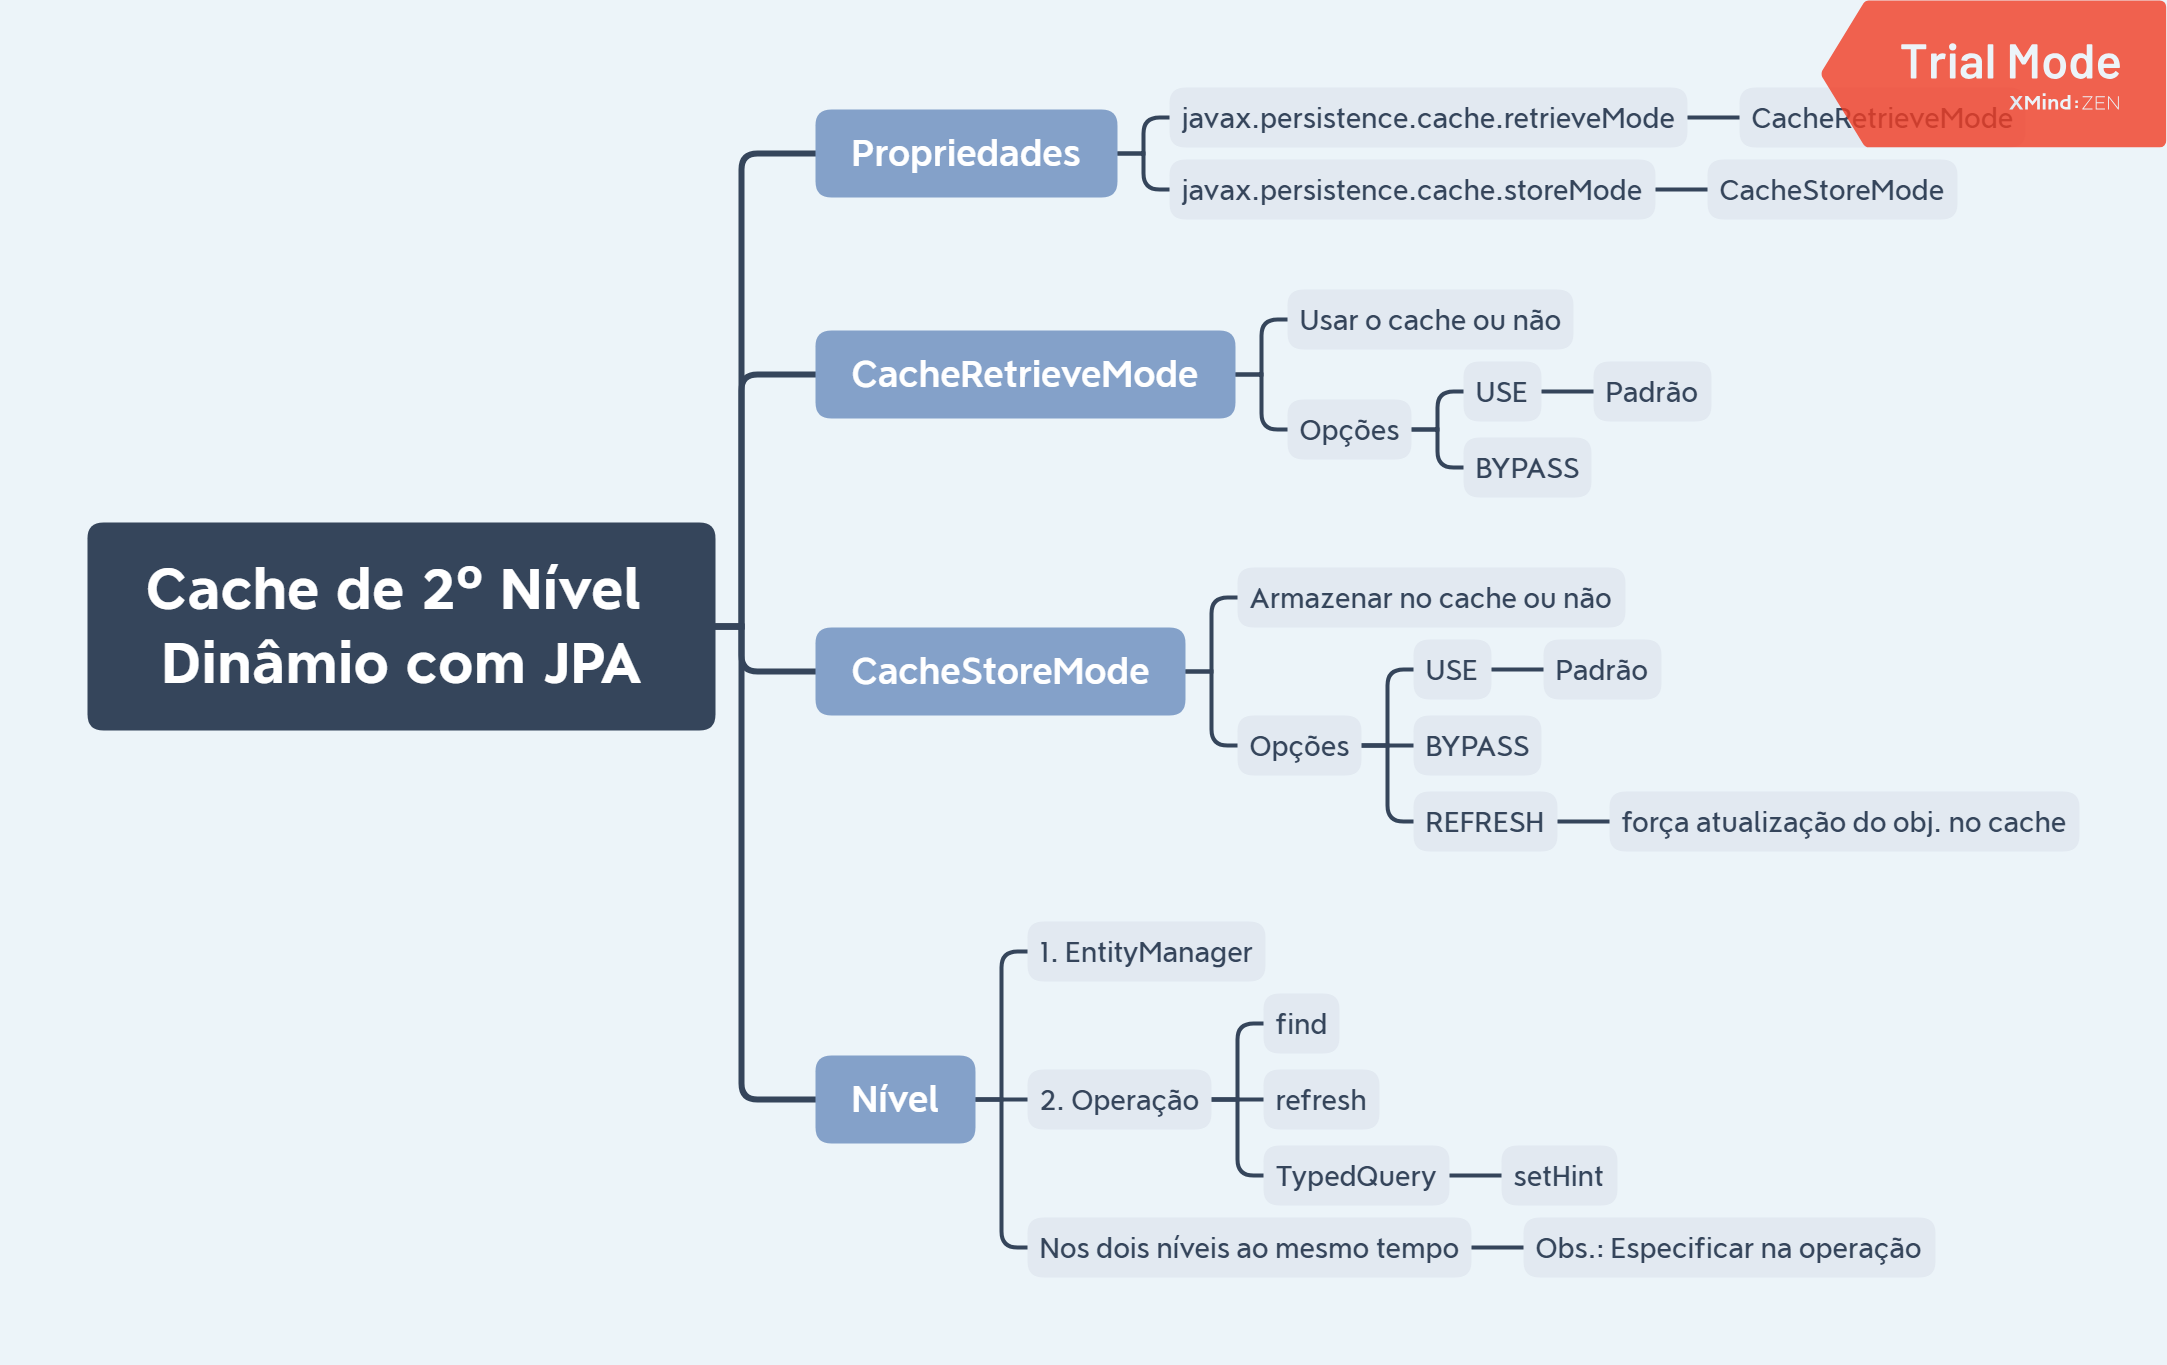 Trial Mode
XMind:ZEN
Cache de 2º Nível
Dinâmio com JPA
Propriedades
javax.persistence.cache.retrieveMode
CacheRetrieveMode
javax.persistence.cache.storeMode
CacheStoreMode
CacheRetrieveMode
Usar o cache ou não
Opções
USE
Padrão
BYPASS
CacheStoreMode
Armazenar no cache ou não
Opções
USE
Padrão
BYPASS
REFRESH
força atualização do obj. no cache
Nível
1. EntityManager
2. Operação
find
refresh
TypedQuery
setHint
Nos dois níveis ao mesmo tempo
Obs.: Especificar na operação